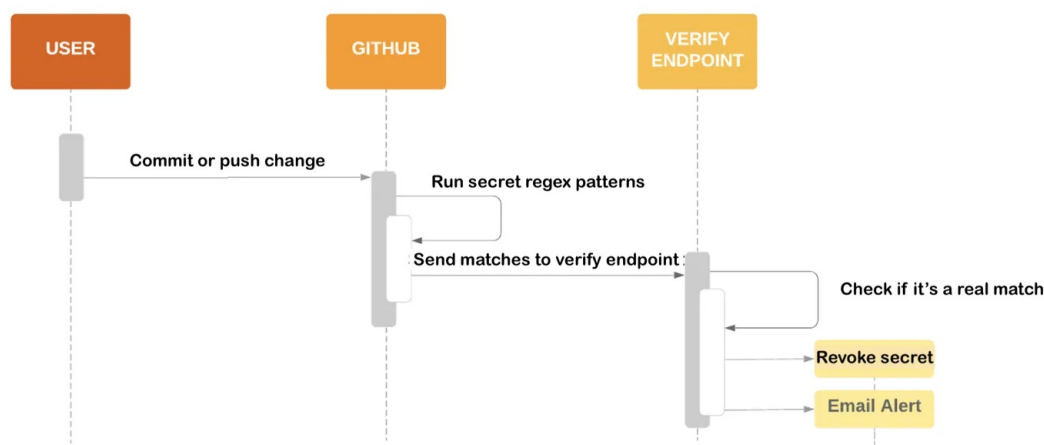 USER
GITHUB
VERIFY
ENDPOINT
Commit or push change
Run secret regex patterns
Send matches to verify endpoint
Check if it's a real match
Revoke secret
Email Alert